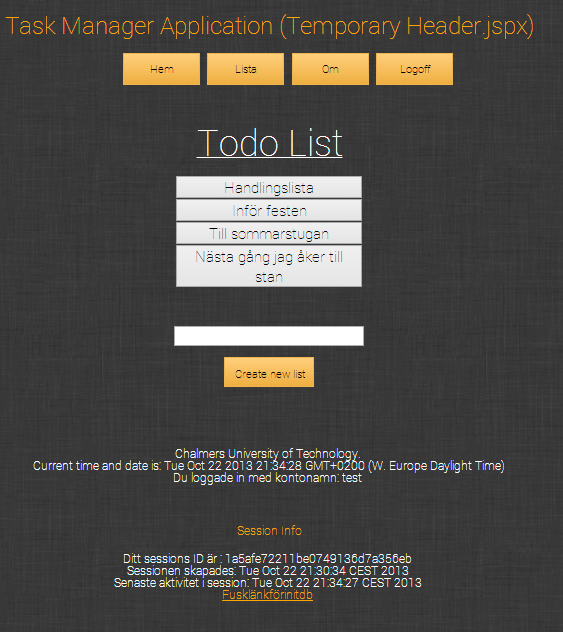 Task Manager Application (Temporary Header.jspx)
Hem
Lista
Om
Logoff
Todo List
Handlingslista
Inför festen
Till sommarstugan
Nästa gång jag åker till
stan
Create new list
Chalmers University of Technology.
Current time and date is: Tue Oct 22 2013 21:34:28 GMT+0200 (W. Europe Daylight Time)
Du loggade in med kontonamn: test
Session Info
Ditt sessions ID är : 1a5afe72211be0749136d7a356eb
Sessionen skapades: Tue Oct 22 21:30:34 CEST 2013
Senaste aktivitet i session: Tue Oct 22 21:34:27 CEST 2013
Fusklänkförinitdb